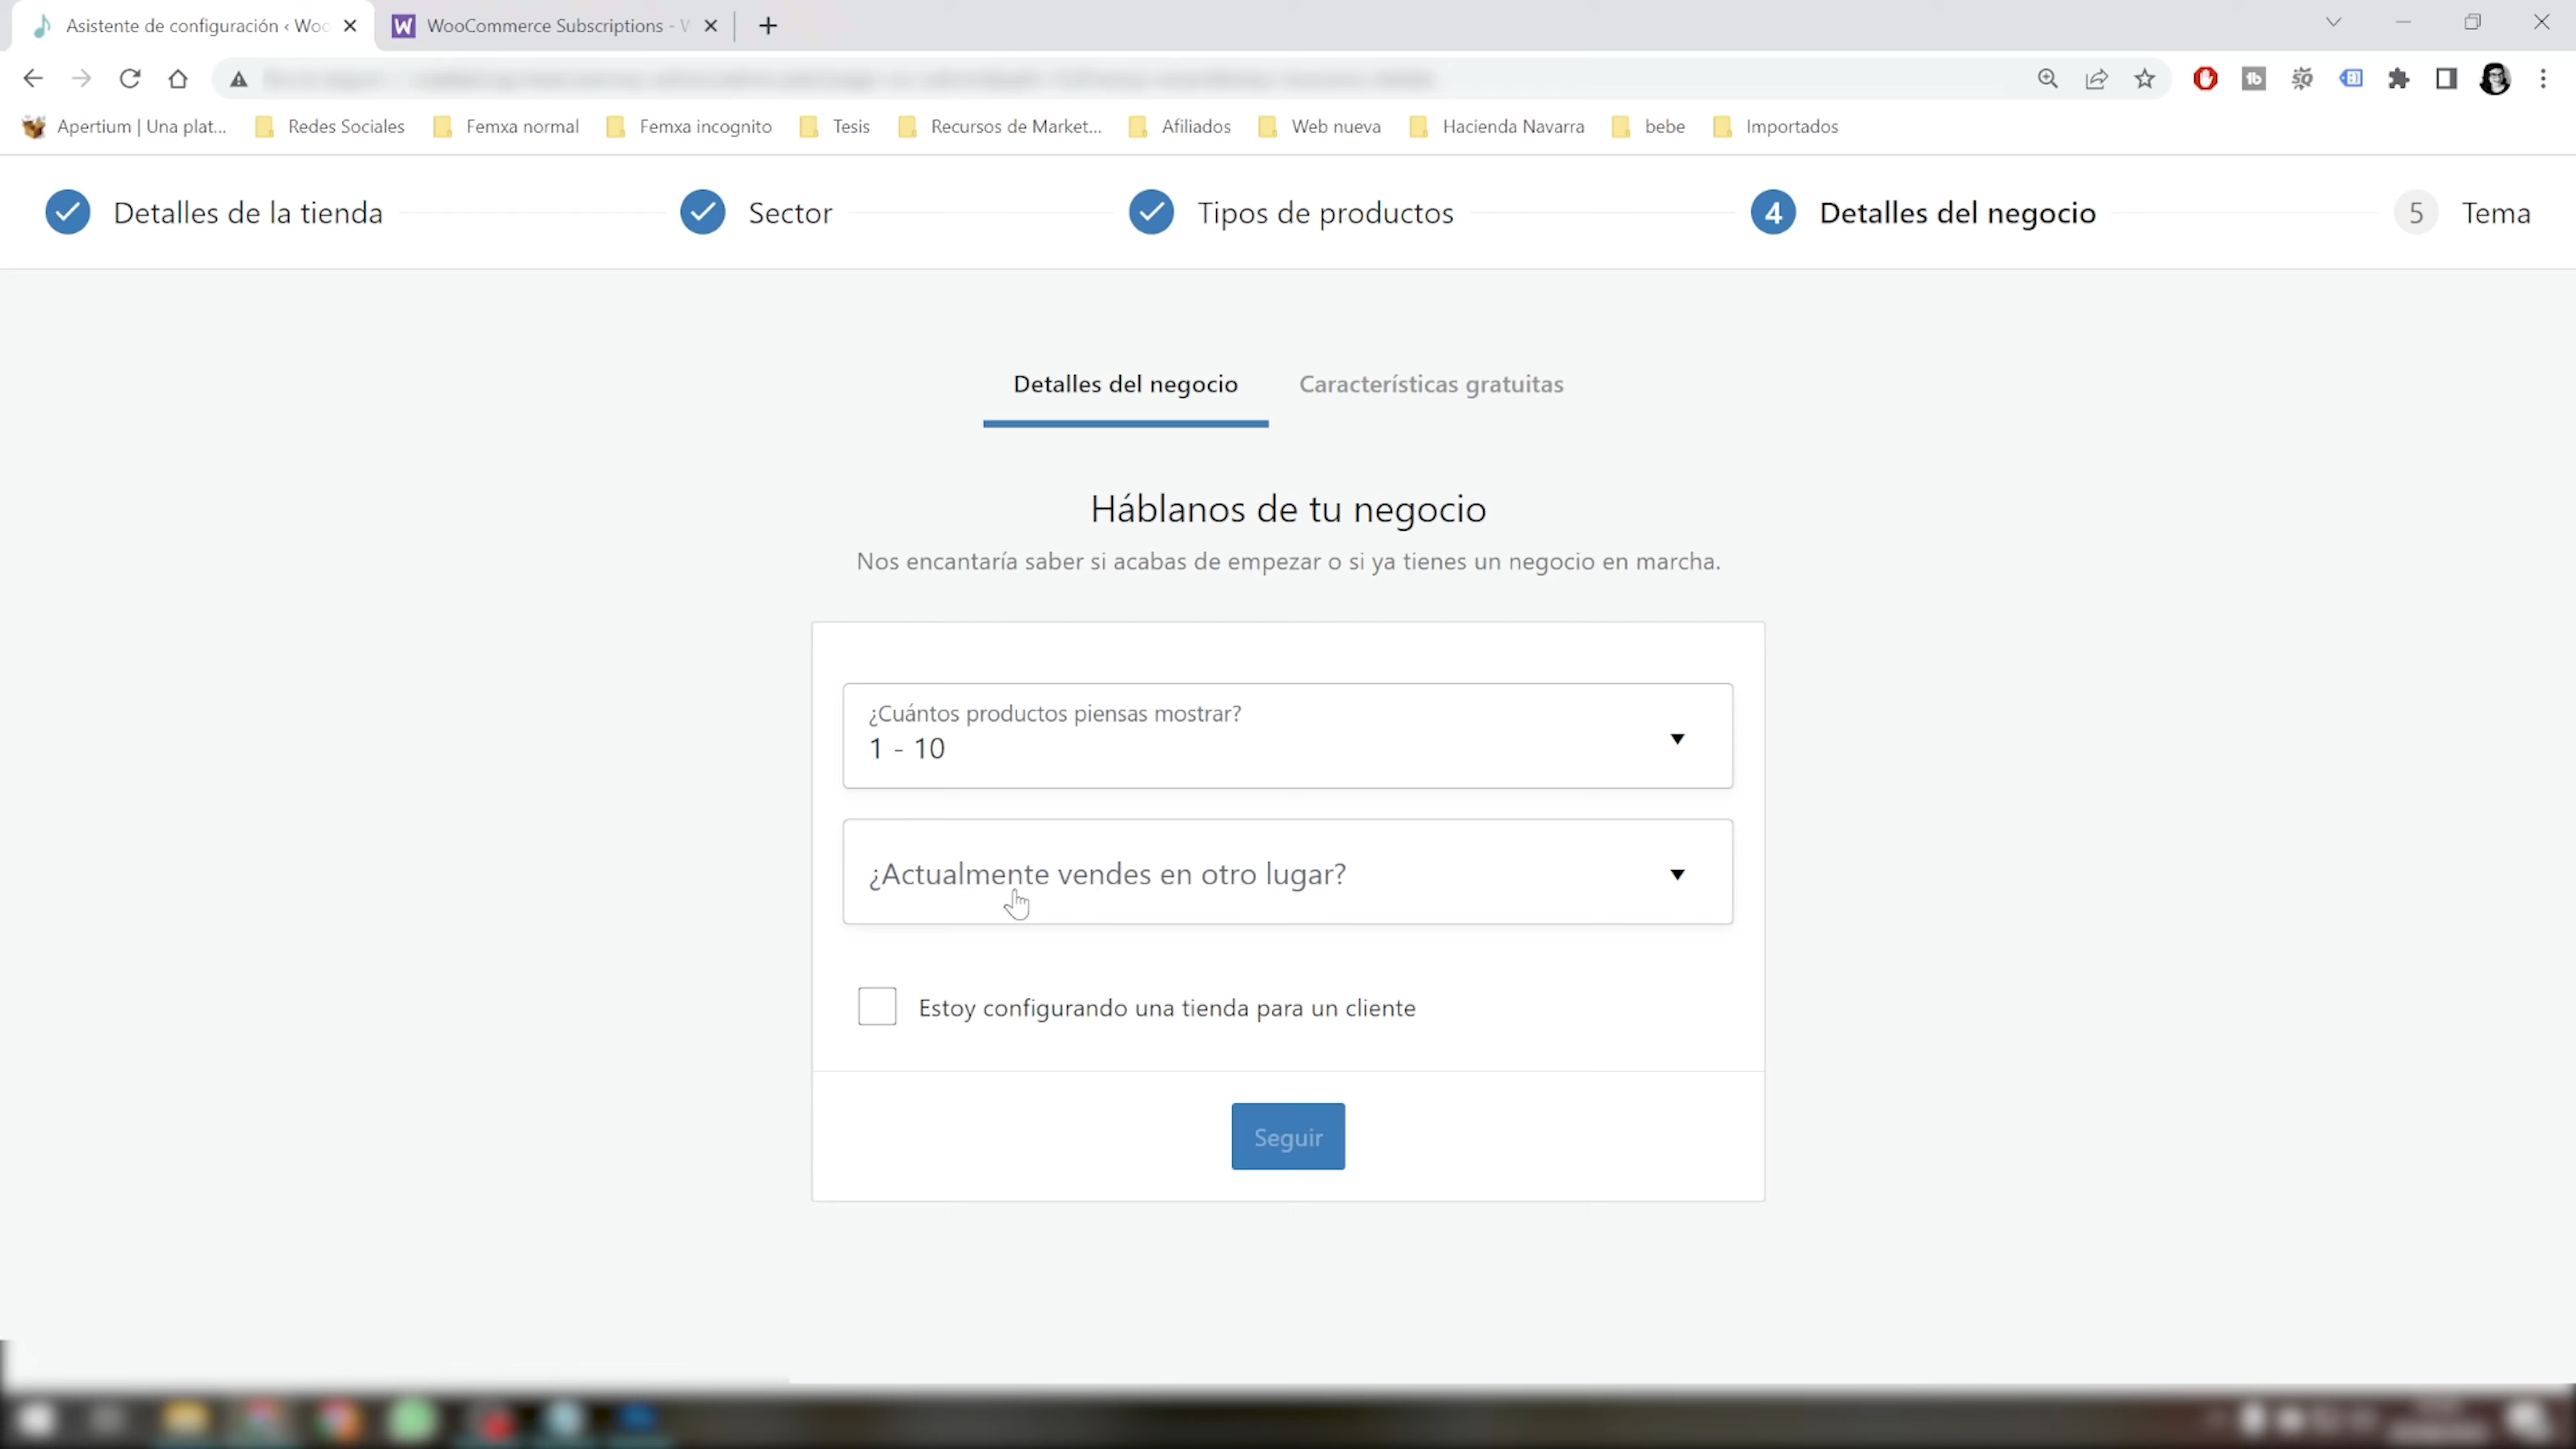 Asistente de configuración ‹ Woo
WooCommerce Subscriptions -
Apertium | Una plat...
Redes Sociales
Femxa normal
Femxa incognito
Tesis
Recursos de Market...
Afiliados
Web nueva
Hacienda Navarra
bebe
Importados
Detalles de la tienda
Sector
Tipos de productos
4 Detalles del negocio
5 Tema
Detalles del negocio
Características gratuitas
Háblanos de tu negocio
Nos encantaría saber si acabas de empezar o si ya tienes un negocio en marcha.
¿Cuántos productos piensas mostrar?
1 - 10
¿Actualmente vendes en otro lugar?
Estoy configurando una tienda para un cliente
Seguir